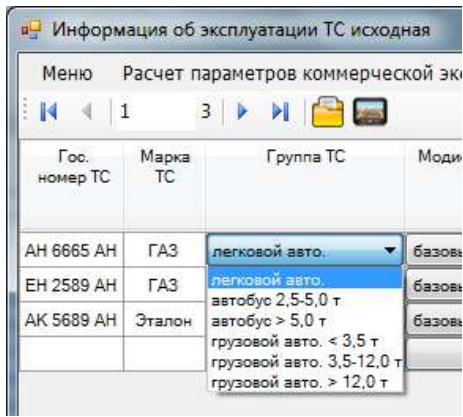 Информация об эксплуатации ТС исходная
Меню Расчет параметров коммерческой эк
1 3
Гос. номер ТС Марка ТС Группа ТС Моди
АН 6665 АН ГАЗ легковой авто. базовы
ЕН 2589 АН ГАЗ базовы
АК 5689 АН Эталон базовы
легковой авто.
автобус 2,5-5,0 т
автобус > 5,0 т
грузовой авто. < 3,5 т
грузовой авто. 3,5-12,0 т
грузовой авто. > 12,0 т